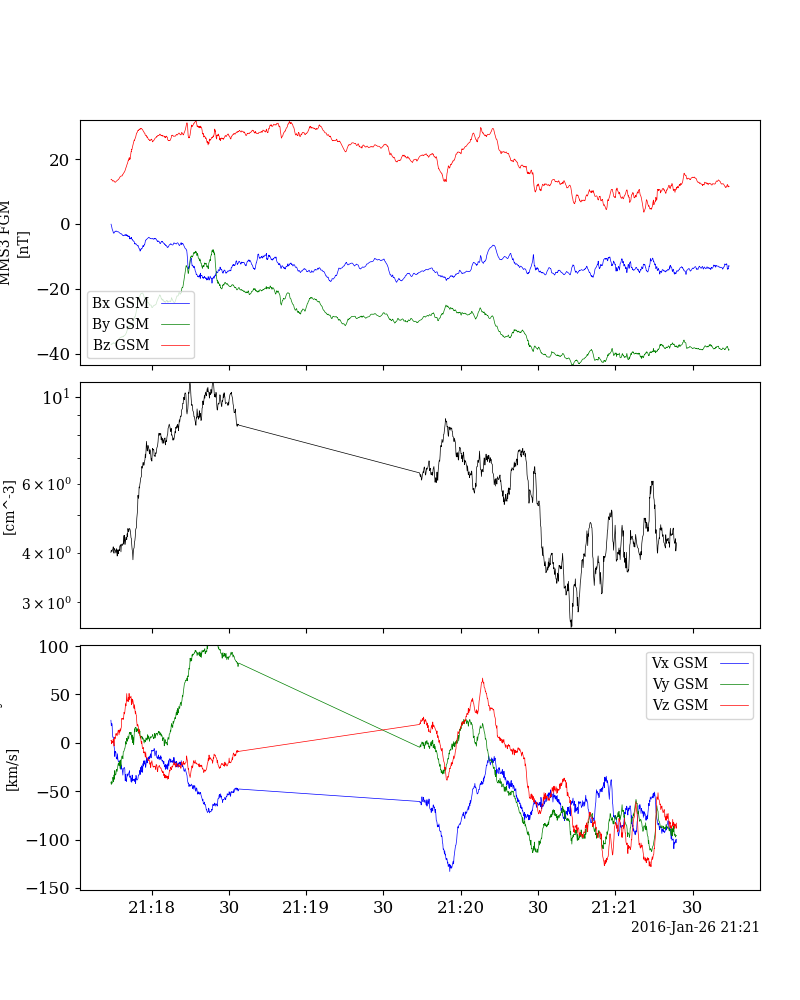 20
0
−20
−40
MMS3 FGM
[nT]
Bx GSM
By GSM
Bz GSM
10¹
6 × 10⁰
4 × 10⁰
3 × 10⁰
[cm^-3]
100
50
0
−50
−100
−150
[km/s]
Vx GSM
Vy GSM
Vz GSM
21:18 30 21:19 30 21:20 30 21:21 30
2016-Jan-26 21:21